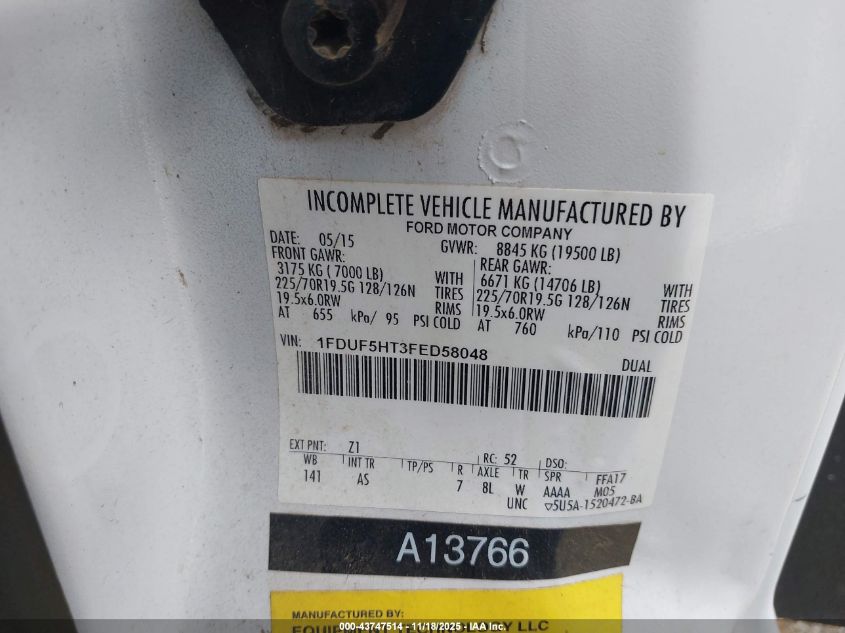 INCOMPLETE VEHICLE MANUFACTURED BY
FORD MOTOR COMPANY
DATE: 05/15 GVWR: 8845 KG (19500 LB)
FRONT GAWR: REAR GAWR:
3175 KG ( 7000 LB) WITH 6671 KG (14706 LB) WITH
225/70R19.5G 128/126N TIRES 225/70R19.5G 128/126N TIRES
19.5x6.0RW RIMS 19.5x6.0RW RIMS
AT 655 kPa/ 95 PSI COLD AT 760 kPa/110 PSI COLD
VIN: 1FDUF5HT3FED58048
DUAL
EXT PNT: Z1 RC: 52 DSO:
WB INT TR TP/PS R AXLE TR SPR FFA17
141 AS 7 8L W AAAA M05
UNC ▽5U5A-1520472-BA
A13766
MANUFACTURED BY:
EQUIPMENT TECHNOLOGY LLC
000-43747514 - 11/18/2025 - IAA Inc.